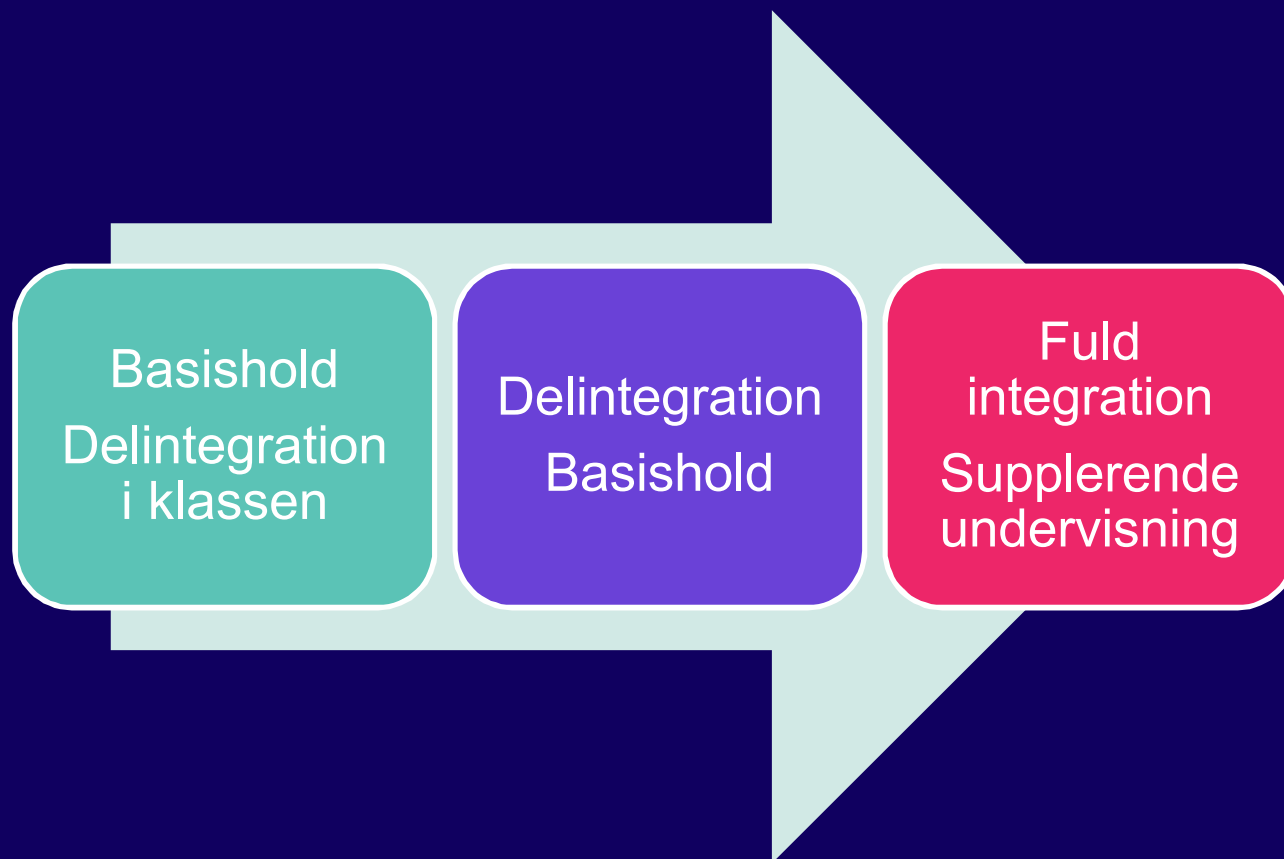 Basishold
Delintegration
i klassen
Delintegration
Basishold
Fuld
integration
Supplerende
undervisning